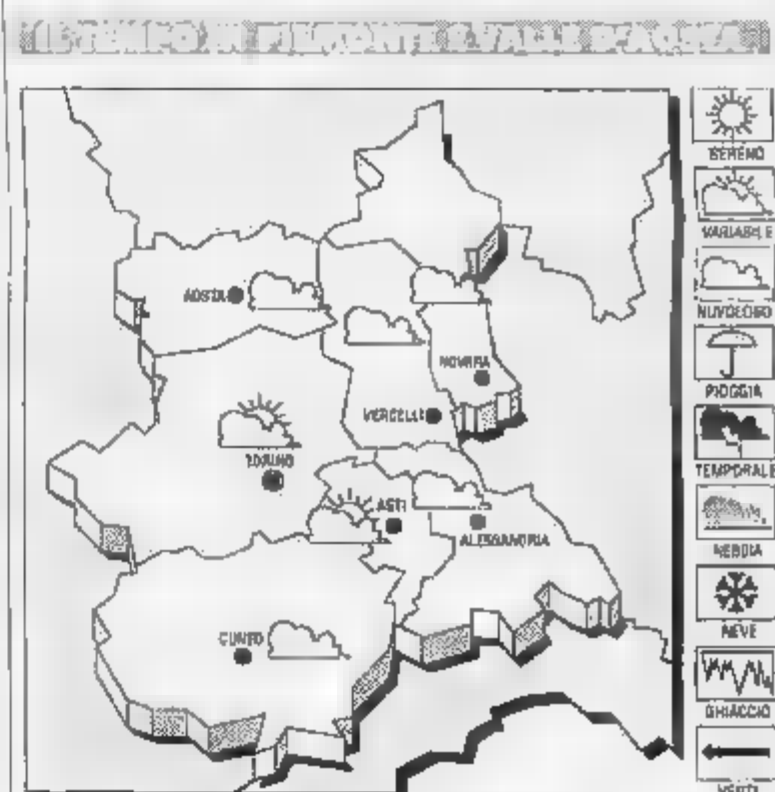 IL TEMPO IN PIEMONTE E VALLE D'AOSTA
SERENO
VARIABILE
NUVOLOSO
PIOGGIA
TEMPORALE
NEBBIA
NEVE
GHIACCIO
VENTI
AOSTA
NOVARA
VERCELLI
TORINO
ASTI
ALESSANDRIA
CUNEO